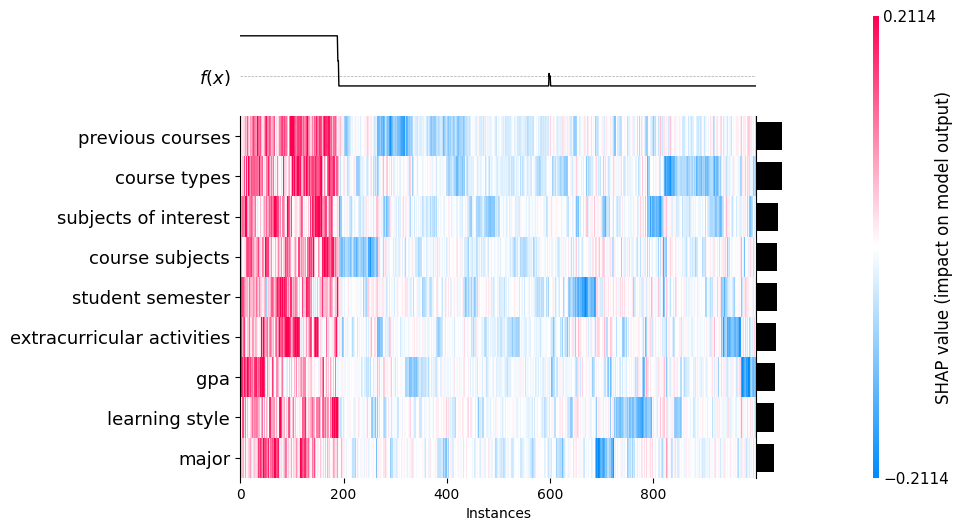 0.2114
f(x)
previous courses
course types
subjects of interest
course subjects
student semester
extracurricular activities
gpa
learning style
major
SHAP value (impact on model output)
−0.2114
0 200 400 600 800
Instances